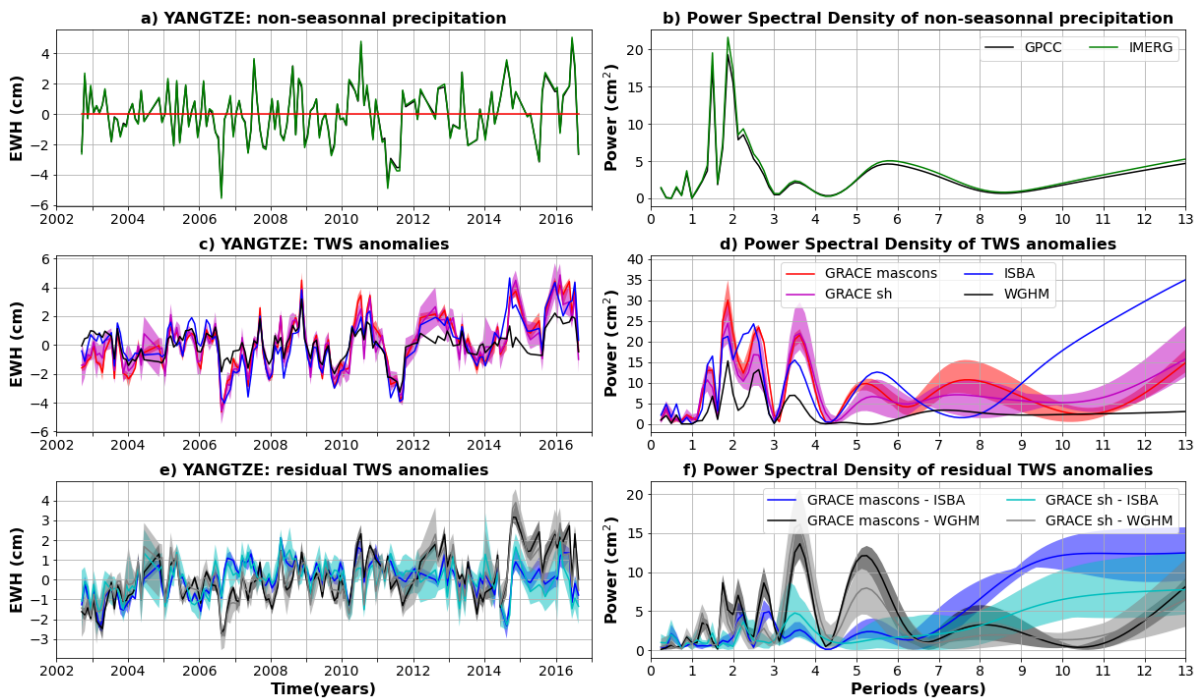 a) YANGTZE: non-seasonnal precipitation
EWH (cm)
4
2
0
−2
−4
−6
2002 2004 2006 2008 2010 2012 2014 2016
b) Power Spectral Density of non-seasonnal precipitation
GPCC IMERG
Power (cm²)
20
15
10
5
0
0 1 2 3 4 5 6 7 8 9 10 11 12 13
c) YANGTZE: TWS anomalies
EWH (cm)
6
4
2
0
−2
−4
−6
2002 2004 2006 2008 2010 2012 2014 2016
d) Power Spectral Density of TWS anomalies
GRACE mascons ISBA
GRACE sh WGHM
Power (cm²)
40
35
30
25
20
15
10
5
0
0 1 2 3 4 5 6 7 8 9 10 11 12 13
e) YANGTZE: residual TWS anomalies
EWH (cm)
4
3
2
1
0
−1
−2
−3
2002 2004 2006 2008 2010 2012 2014 2016
Time(years)
f) Power Spectral Density of residual TWS anomalies
GRACE mascons - ISBA GRACE sh - ISBA
GRACE mascons - WGHM GRACE sh - WGHM
Power (cm²)
20
15
10
5
0
0 1 2 3 4 5 6 7 8 9 10 11 12 13
Periods (years)